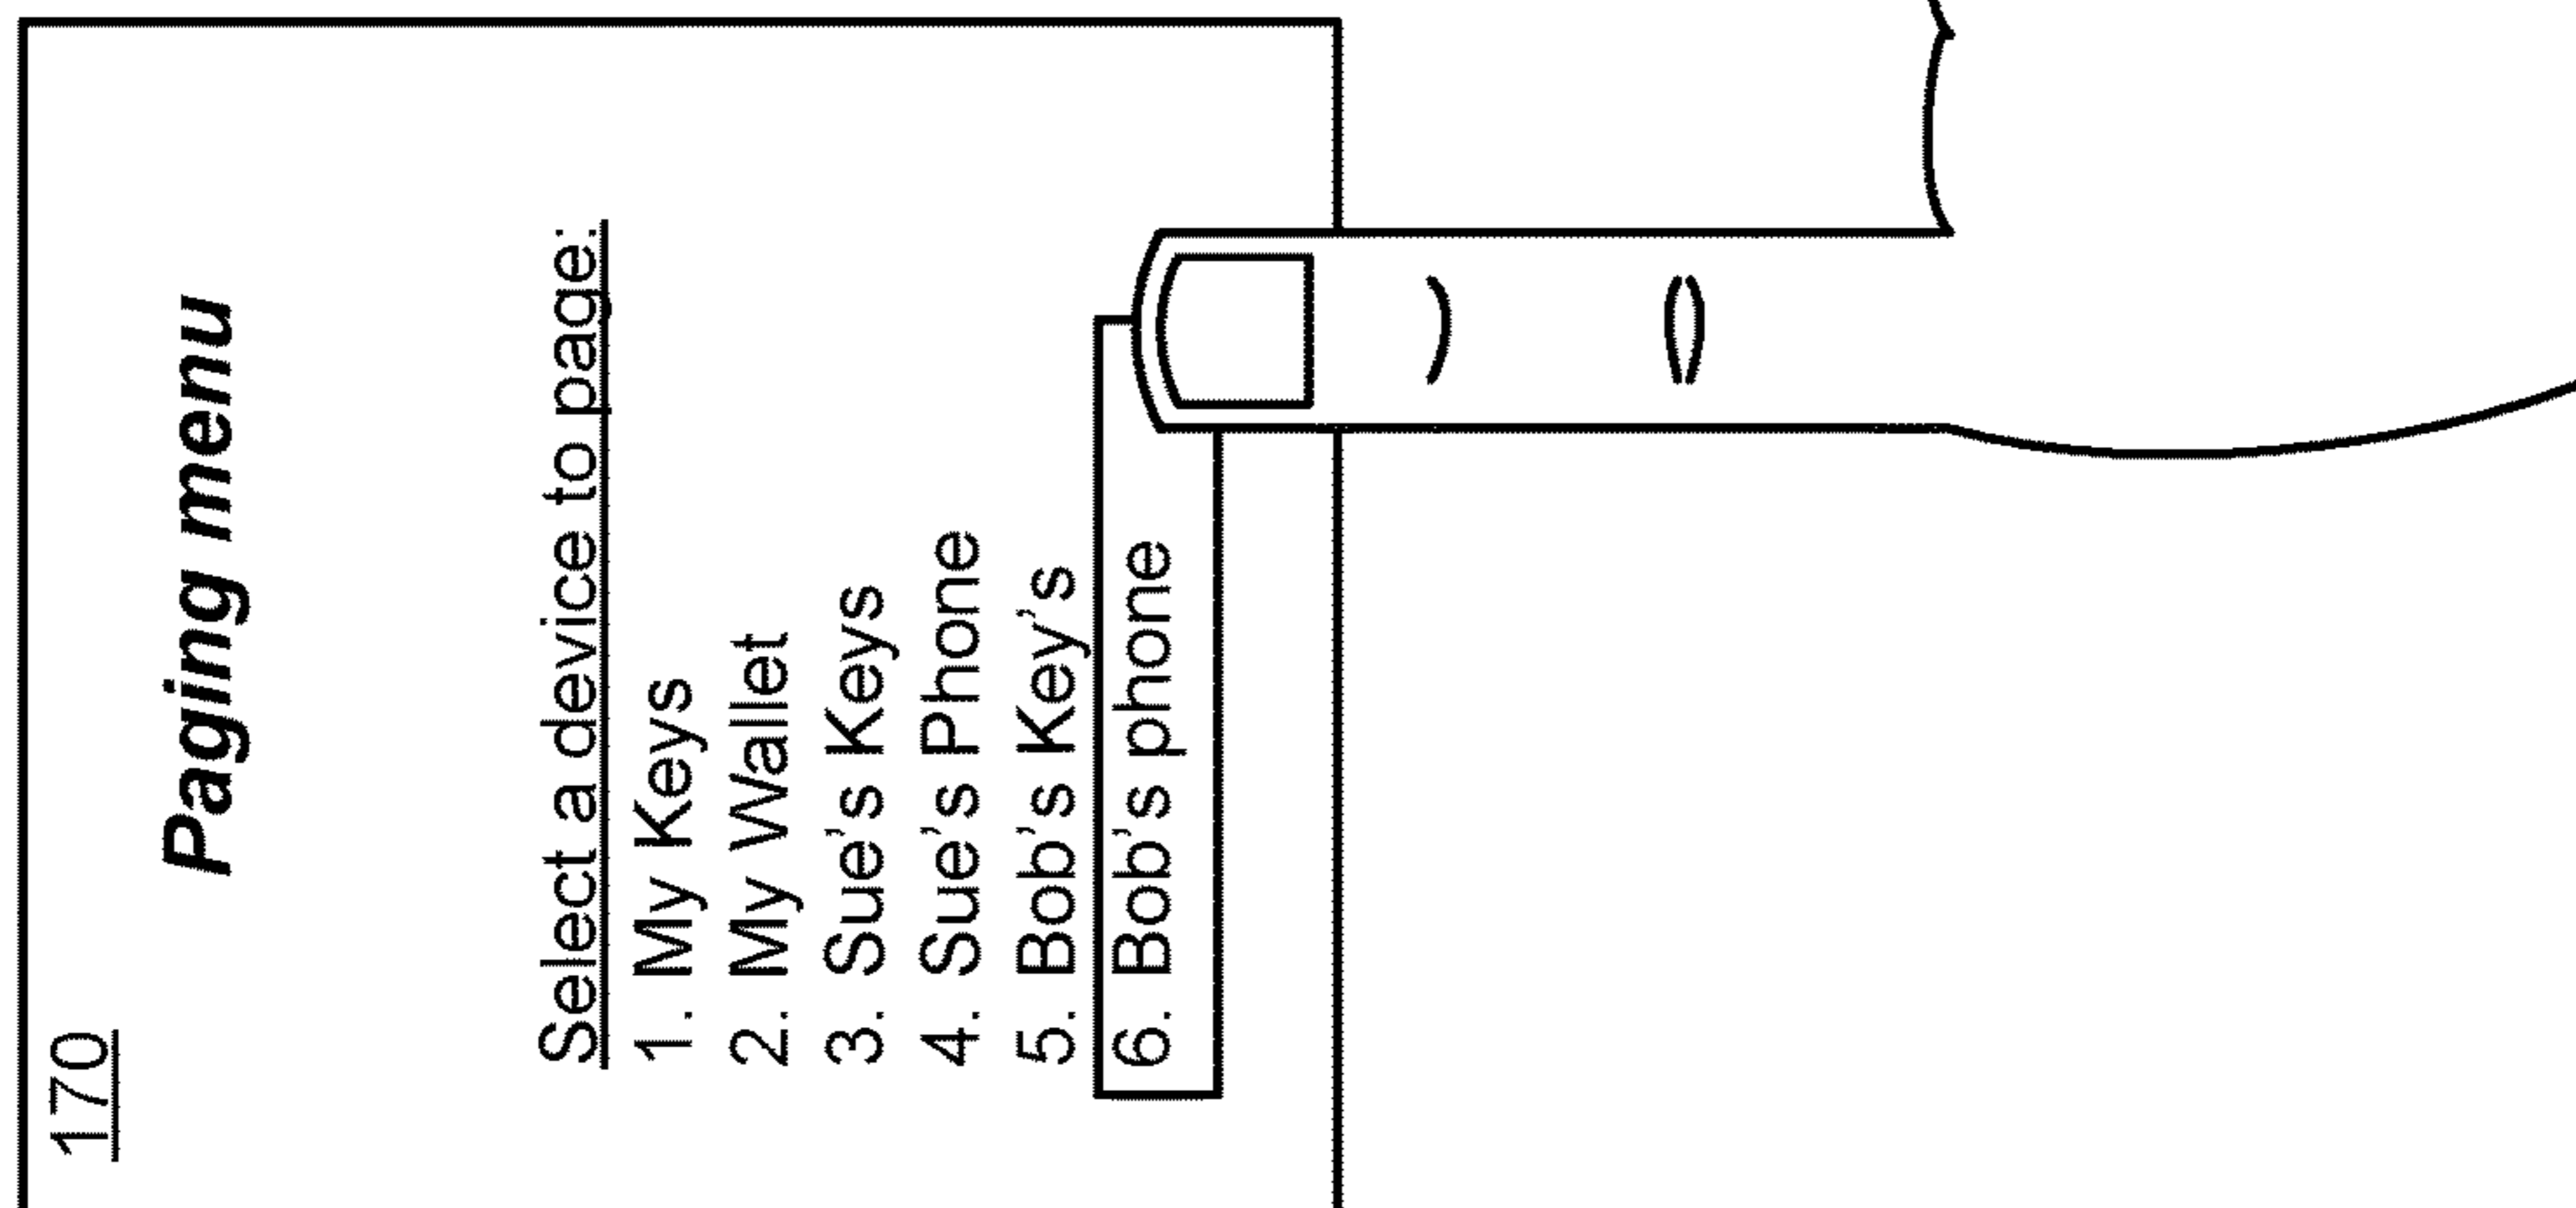 170
Paging menu
Select a device to page:
1. My Keys
2. My Wallet
3. Sue's Keys
4. Sue's Phone
5. Bob's Key's
6. Bob's phone